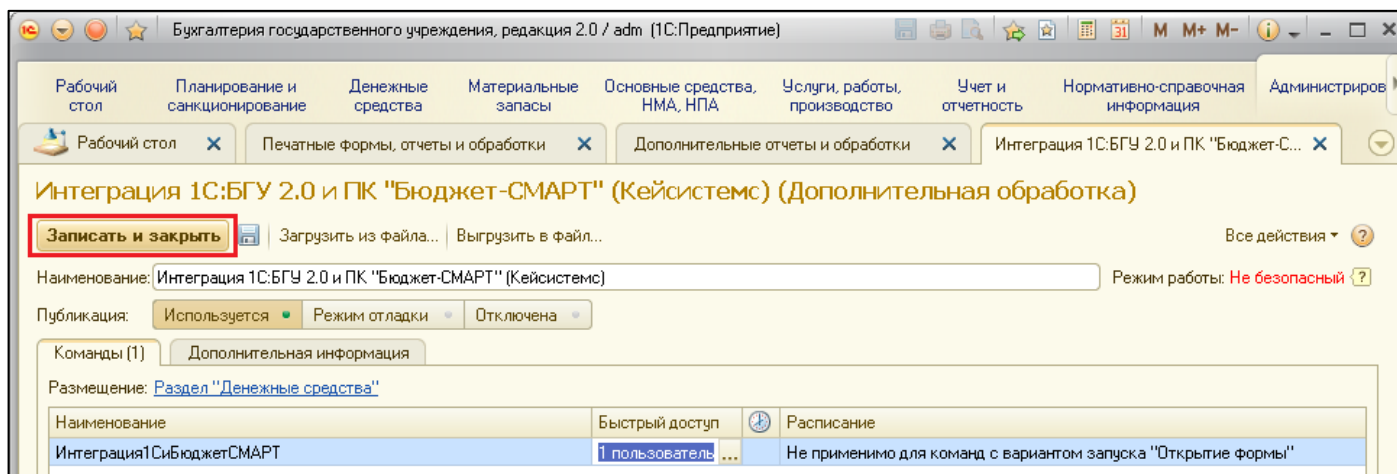 Бухгалтерия государственного учреждения, редакция 2.0 / adm (1С:Предприятие) M M+ M-
Рабочий стол Планирование и санкционирование Денежные средства Материальные запасы Основные средства, НМА, НПА Услуги, работы, производство Учет и отчетность Нормативно-справочная информация Администриров
Рабочий стол Печатные формы, отчеты и обработки Дополнительные отчеты и обработки Интеграция 1С:БГУ 2.0 и ПК "Бюджет-С...
Интеграция 1С:БГУ 2.0 и ПК "Бюджет-СМАРТ" (Кейсистемс) (Дополнительная обработка)
Записать и закрыть Загрузить из файла... Выгрузить в файл... Все действия
Наименование: Интеграция 1С:БГУ 2.0 и ПК "Бюджет-СМАРТ" (Кейсистемс) Режим работы: Не безопасный ?
Публикация: Используется Режим отладки Отключена
Команды (1) Дополнительная информация
Размещение: Раздел "Денежные средства"
Наименование Быстрый доступ Расписание
Интеграция1СиБюджетСМАРТ 1 пользователь ... Не применимо для команд с вариантом запуска "Открытие формы"